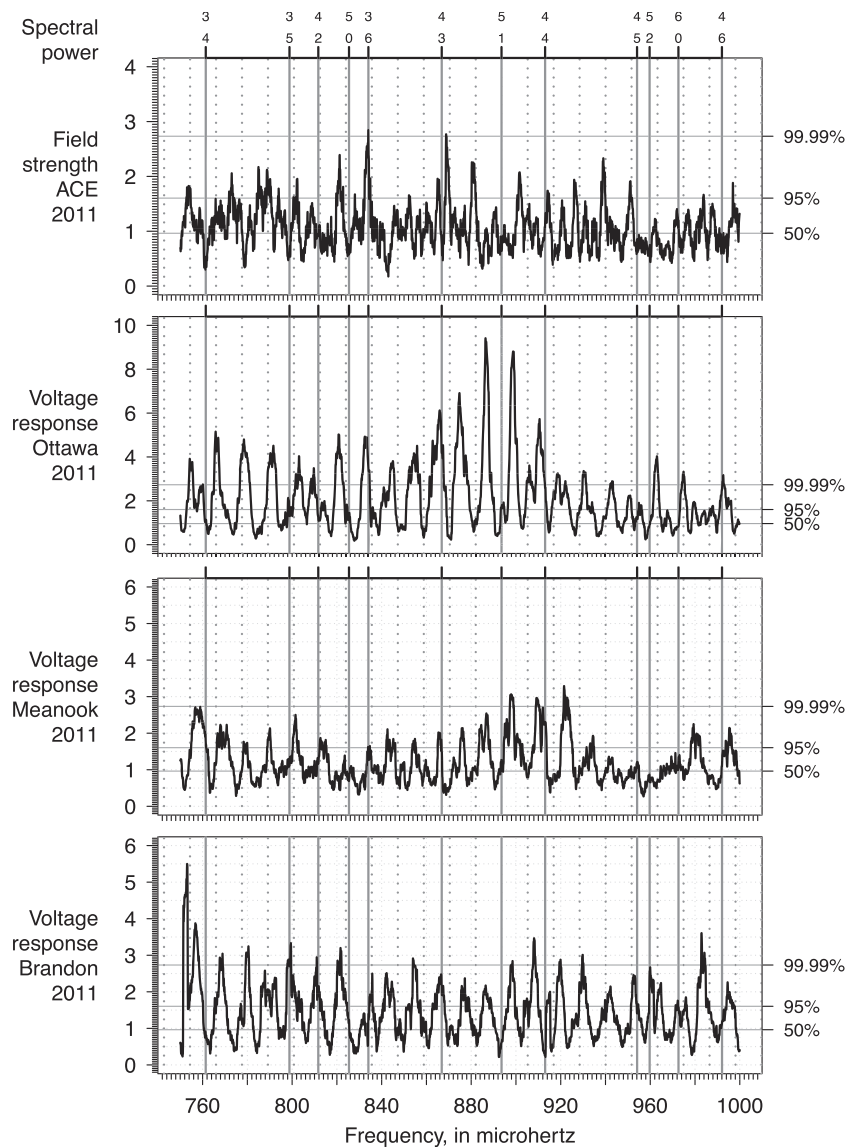 Spectral
power
3 3 4 5 3 4 5 4 4 5 6 4
4 5 2 0 6 3 1 4 5 2 0 6
4
3
2
1
0
Field
strength
ACE
2011
99.99%
95%
50%
10
8
6
4
2
0
Voltage
response
Ottawa
2011
99.99%
95%
50%
6
5
4
3
2
1
0
Voltage
response
Meanook
2011
99.99%
95%
50%
6
5
4
3
2
1
0
Voltage
response
Brandon
2011
99.99%
95%
50%
760 800 840 880 920 960 1000
Frequency, in microhertz